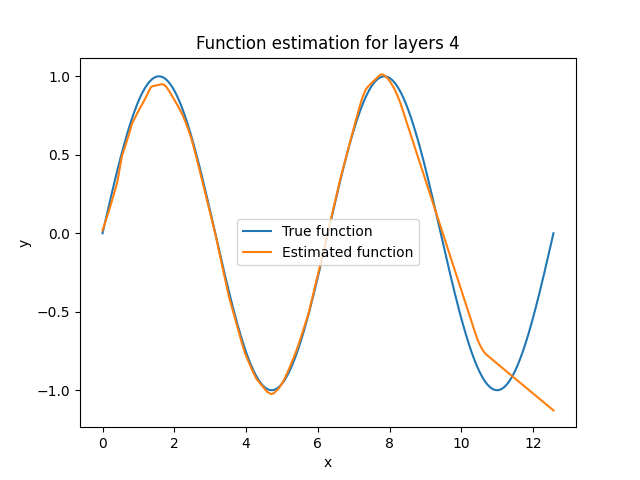 Function estimation for layers 4
1.0
0.5
0.0
−0.5
−1.0
y
True function
Estimated function
0 2 4 6 8 10 12
x